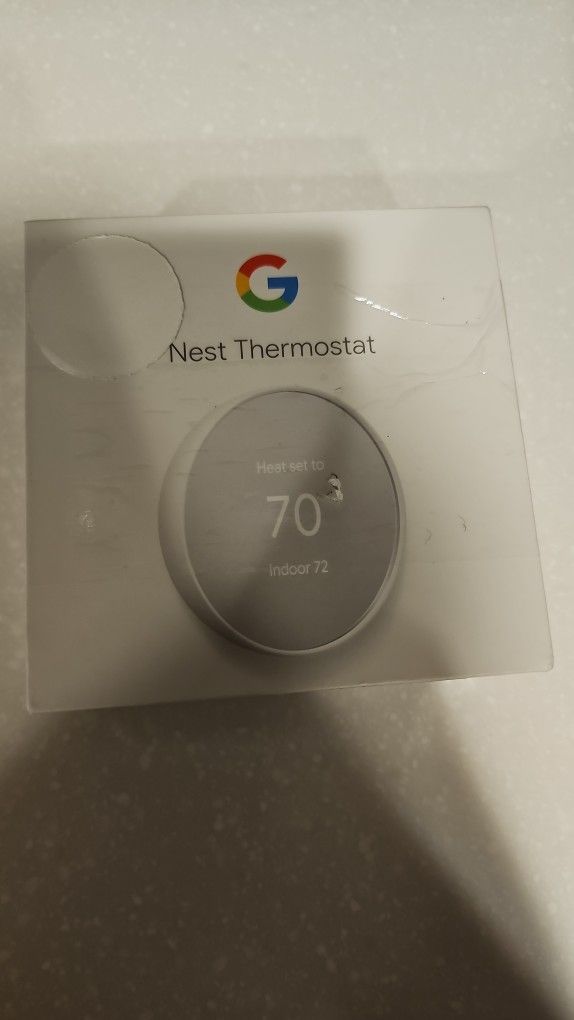 G
Nest Thermostat
Heat set to
70
Indoor 72